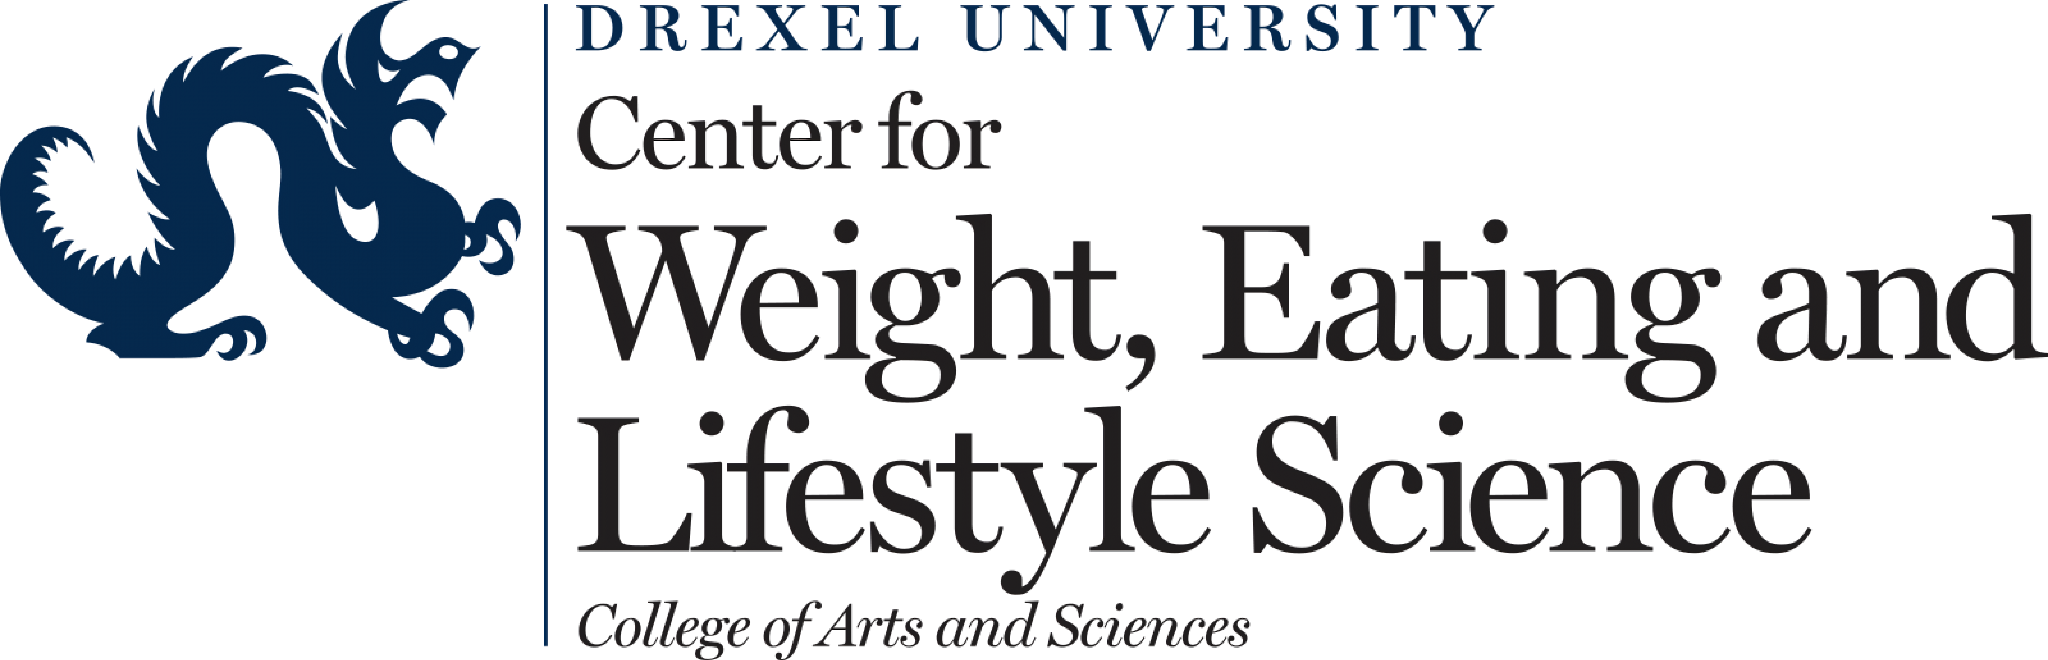 DREXEL UNIVERSITY
Center for
Weight, Eating and
Lifestyle Science
College of Arts and Sciences